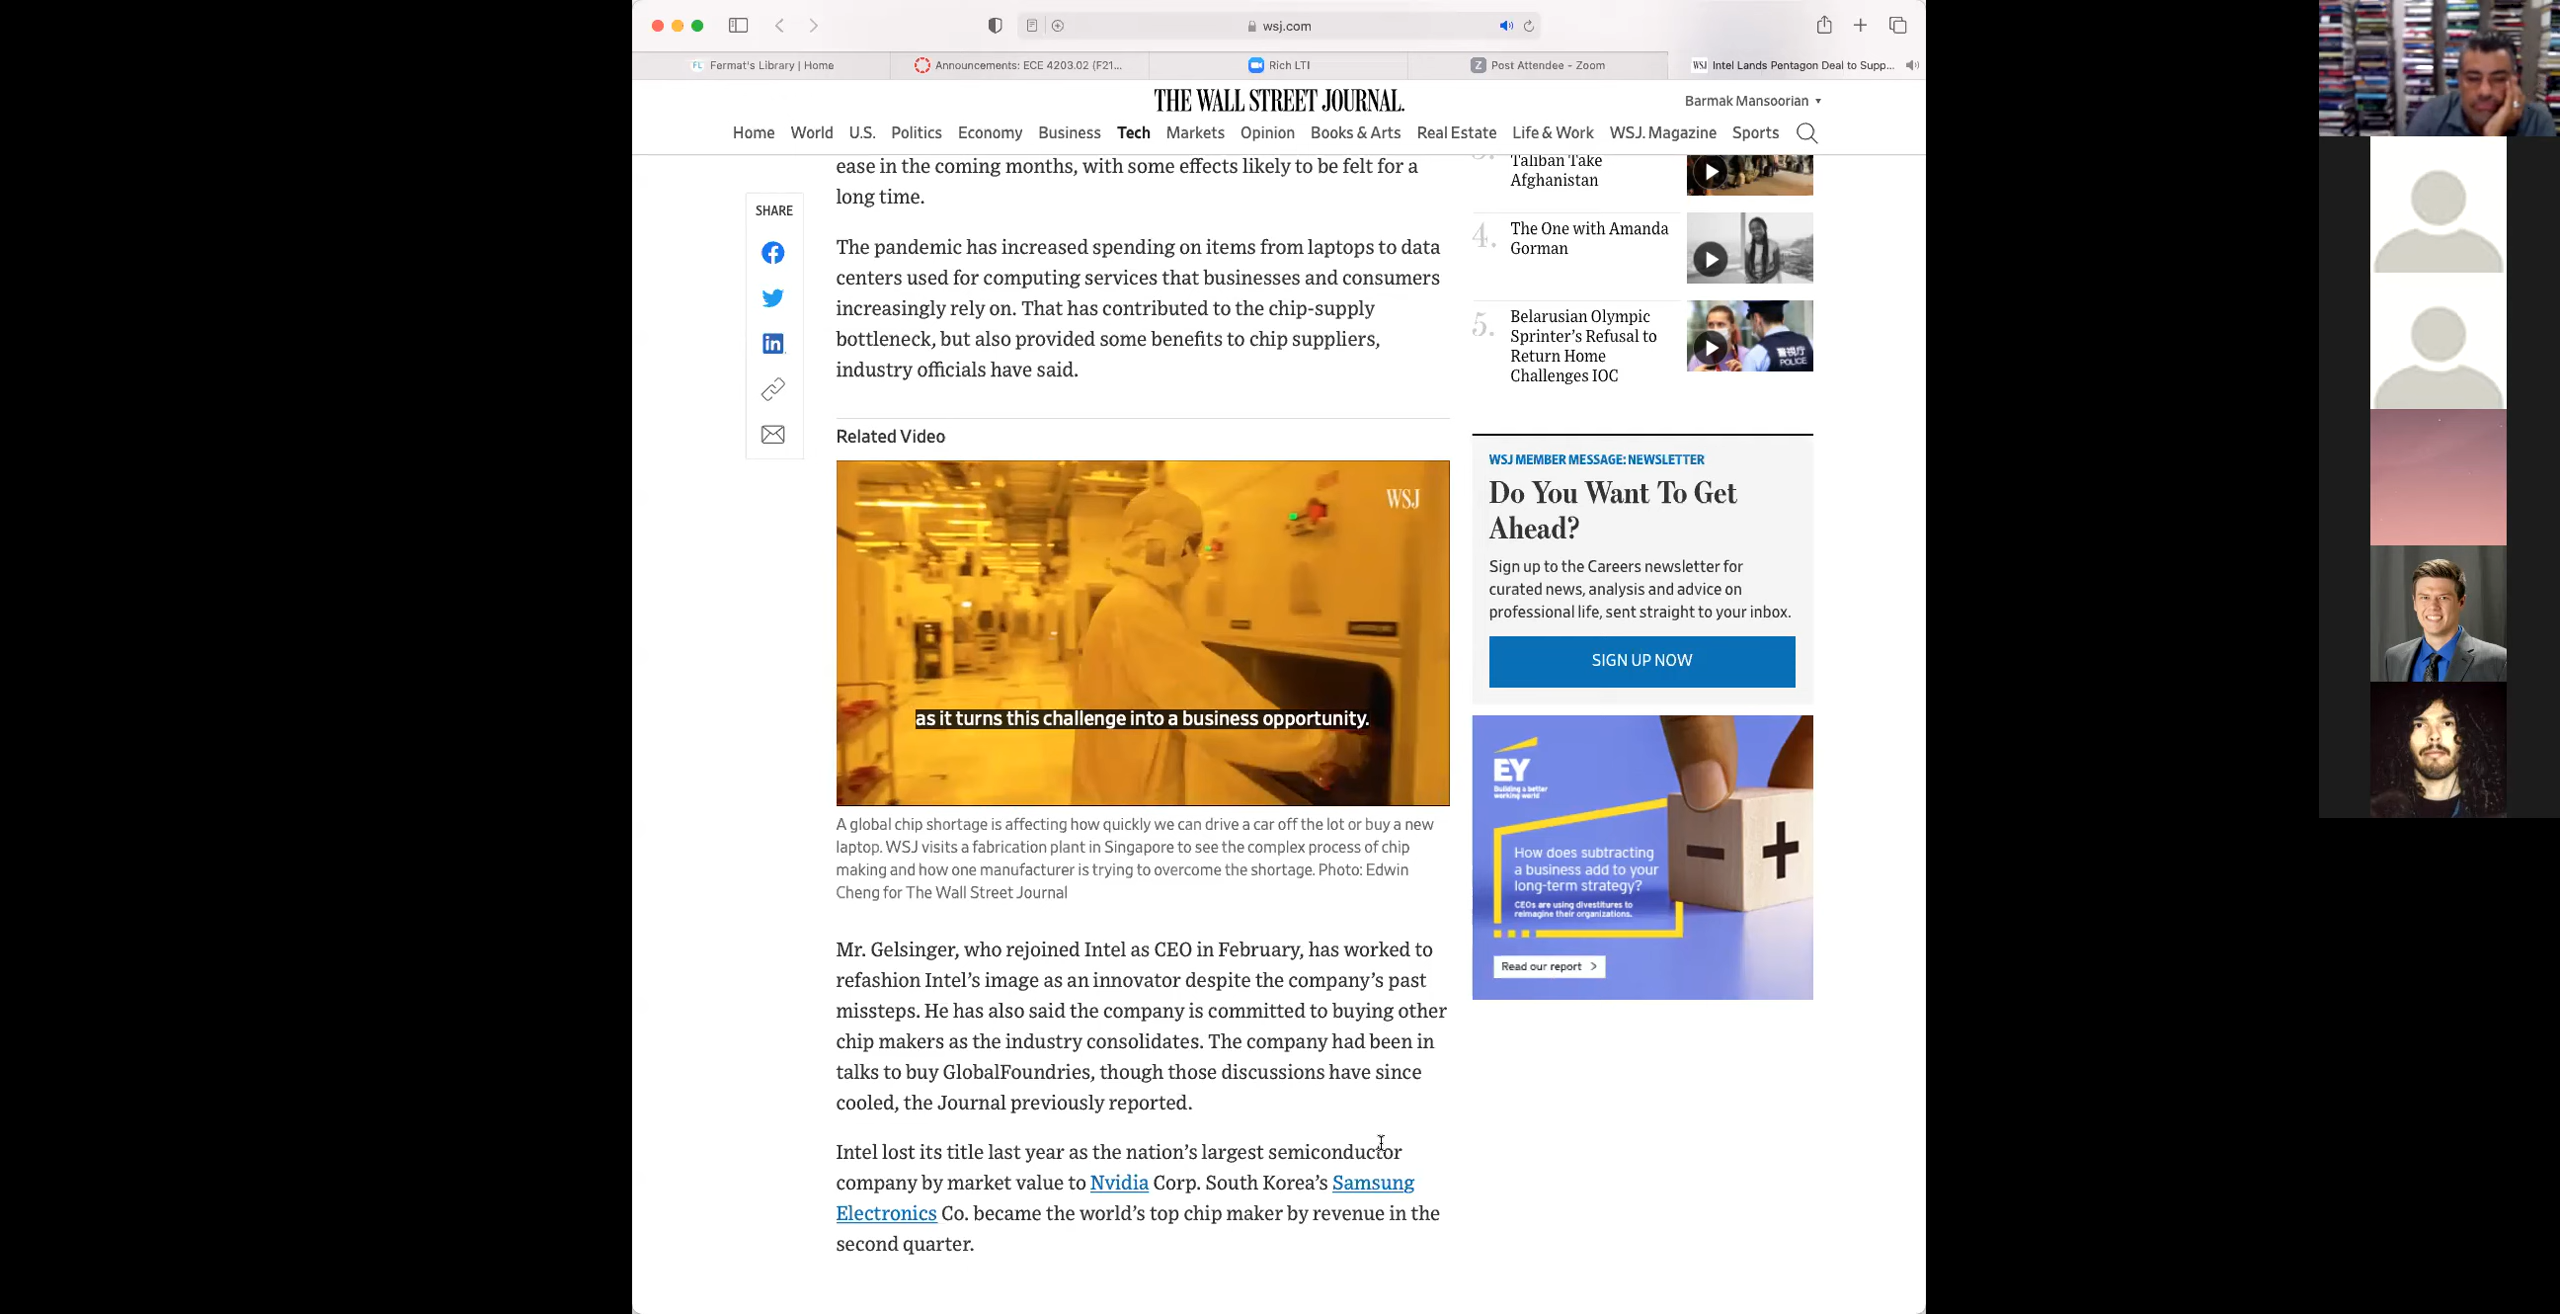 wsj.com
Fermat's Library | Home
Announcements: ECE 4203.02 (F21...
Rich LTI
Post Attendee - Zoom
WSJ Intel Lands Pentagon Deal to Supp...
THE WALL STREET JOURNAL.
Barmak Mansoorian
Home World U.S. Politics Economy Business Tech Markets Opinion Books & Arts Real Estate Life & Work WSJ. Magazine Sports
SHARE
ease in the coming months, with some effects likely to be felt for a
long time.
The pandemic has increased spending on items from laptops to data
centers used for computing services that businesses and consumers
increasingly rely on. That has contributed to the chip-supply
bottleneck, but also provided some benefits to chip suppliers,
industry officials have said.
Related Video
WSJ
as it turns this challenge into a business opportunity.
A global chip shortage is affecting how quickly we can drive a car off the lot or buy a new
laptop. WSJ visits a fabrication plant in Singapore to see the complex process of chip
making and how one manufacturer is trying to overcome the shortage. Photo: Edwin
Cheng for The Wall Street Journal
Mr. Gelsinger, who rejoined Intel as CEO in February, has worked to
refashion Intel's image as an innovator despite the company's past
missteps. He has also said the company is committed to buying other
chip makers as the industry consolidates. The company had been in
talks to buy GlobalFoundries, though those discussions have since
cooled, the Journal previously reported.
Intel lost its title last year as the nation's largest semiconductor
company by market value to Nvidia Corp. South Korea's Samsung
Electronics Co. became the world's top chip maker by revenue in the
second quarter.
Taliban Take
Afghanistan
4. The One with Amanda
Gorman
5. Belarusian Olympic
Sprinter's Refusal to
Return Home
Challenges IOC
POLICE
WSJ MEMBER MESSAGE: NEWSLETTER
Do You Want To Get
Ahead?
Sign up to the Careers newsletter for
curated news, analysis and advice on
professional life, sent straight to your inbox.
SIGN UP NOW
EY
Building a better
working world
How does subtracting
a business add to your
long-term strategy?
CEOs are using divestitures to
reimagine their organizations.
Read our report >